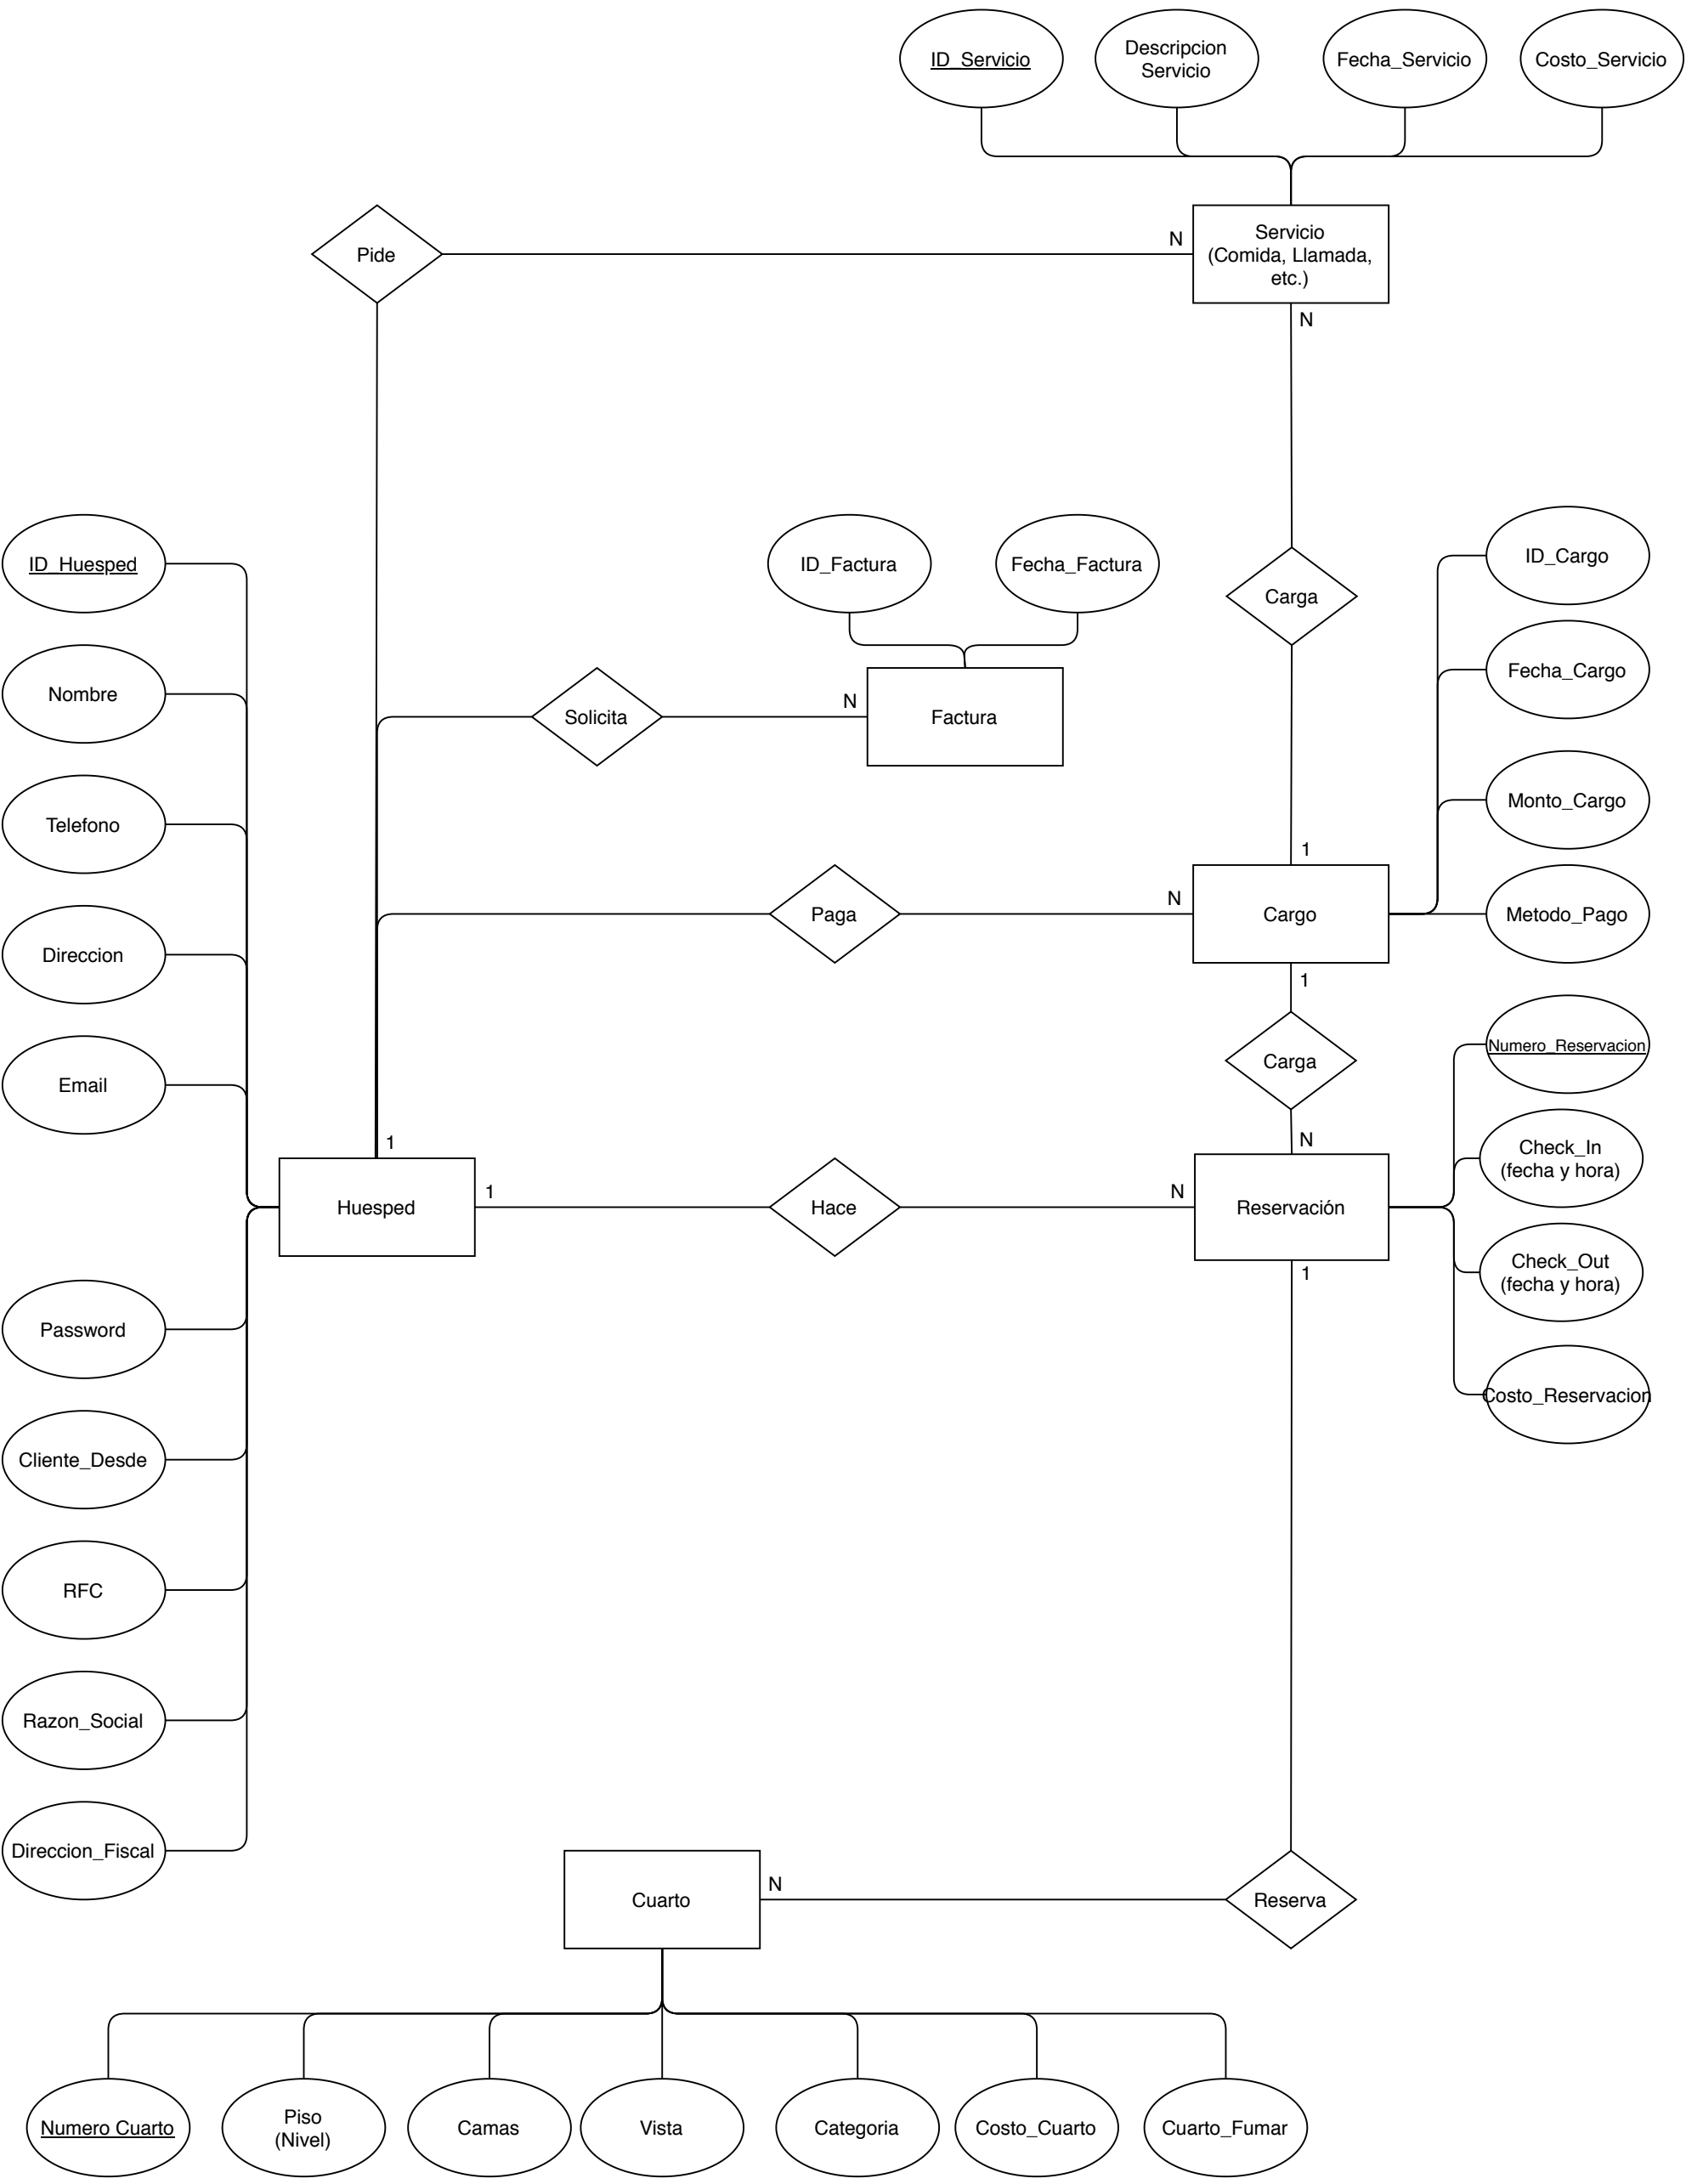 ID_Servicio
Descripcion
Servicio
Fecha_Servicio
Costo_Servicio
Pide
N
Servicio
(Comida, Llamada,
etc.)
N
ID_Huesped
ID_Factura
Fecha_Factura
Carga
ID_Cargo
Nombre
Solicita
N
Factura
Fecha_Cargo
Telefono
Monto_Cargo
1
Direccion
Paga
N
Cargo
Metodo_Pago
1
Email
Carga
Numero_Reservacion
1
N
Check_In
(fecha y hora)
Huesped
1
Hace
N
Reservación
1
Check_Out
(fecha y hora)
Password
Costo_Reservacion
Cliente_Desde
RFC
Razon_Social
Direccion_Fiscal
Cuarto
N
Reserva
Numero Cuarto
Piso
(Nivel)
Camas
Vista
Categoria
Costo_Cuarto
Cuarto_Fumar